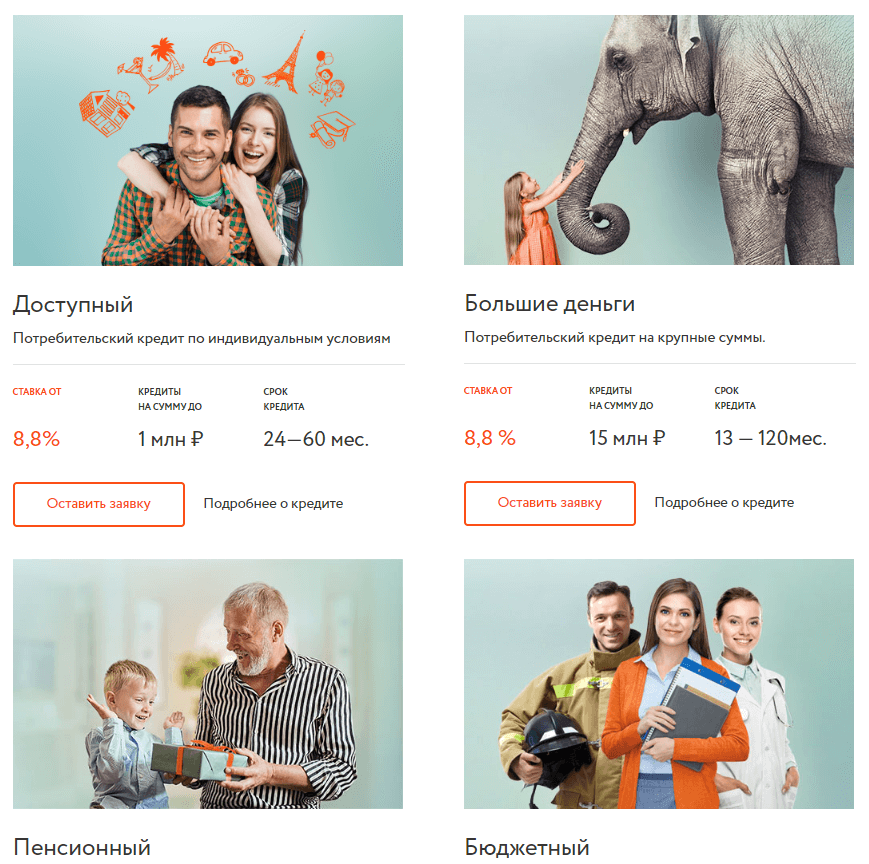 Доступный
Потребительский кредит по индивидуальным условиям
СТАВКА ОТ
КРЕДИТЫ
НА СУММУ ДО
СРОК
КРЕДИТА
8,8%
1 млн ₽
24—60 мес.
Оставить заявку
Подробнее о кредите
Большие деньги
Потребительский кредит на крупные суммы.
СТАВКА ОТ
КРЕДИТЫ
НА СУММУ ДО
СРОК
КРЕДИТА
8,8 %
15 млн ₽
13 — 120мес.
Оставить заявку
Подробнее о кредите
Пенсионный
Бюджетный